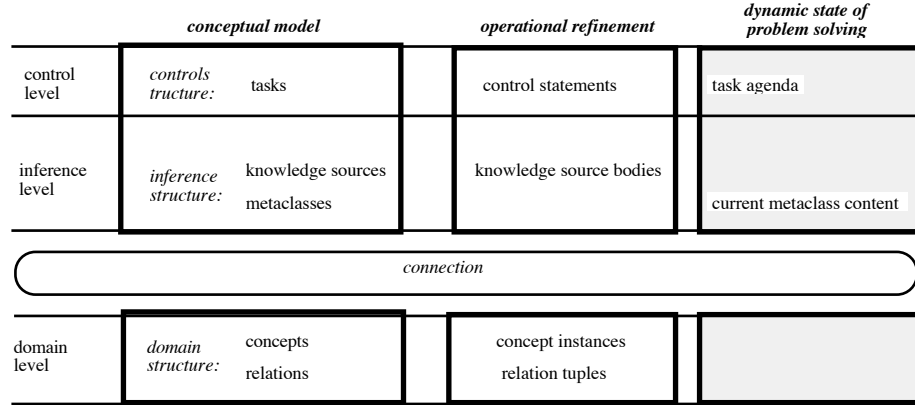 conceptual model operational refinement dynamic state of
problem solving
control
level
controls
tructure: tasks control statements task agenda
inference
level
inference
structure: knowledge sources knowledge source bodies
metaclasses current metaclass content
connection
domain
level
domain
structure: concepts concept instances
relations relation tuples